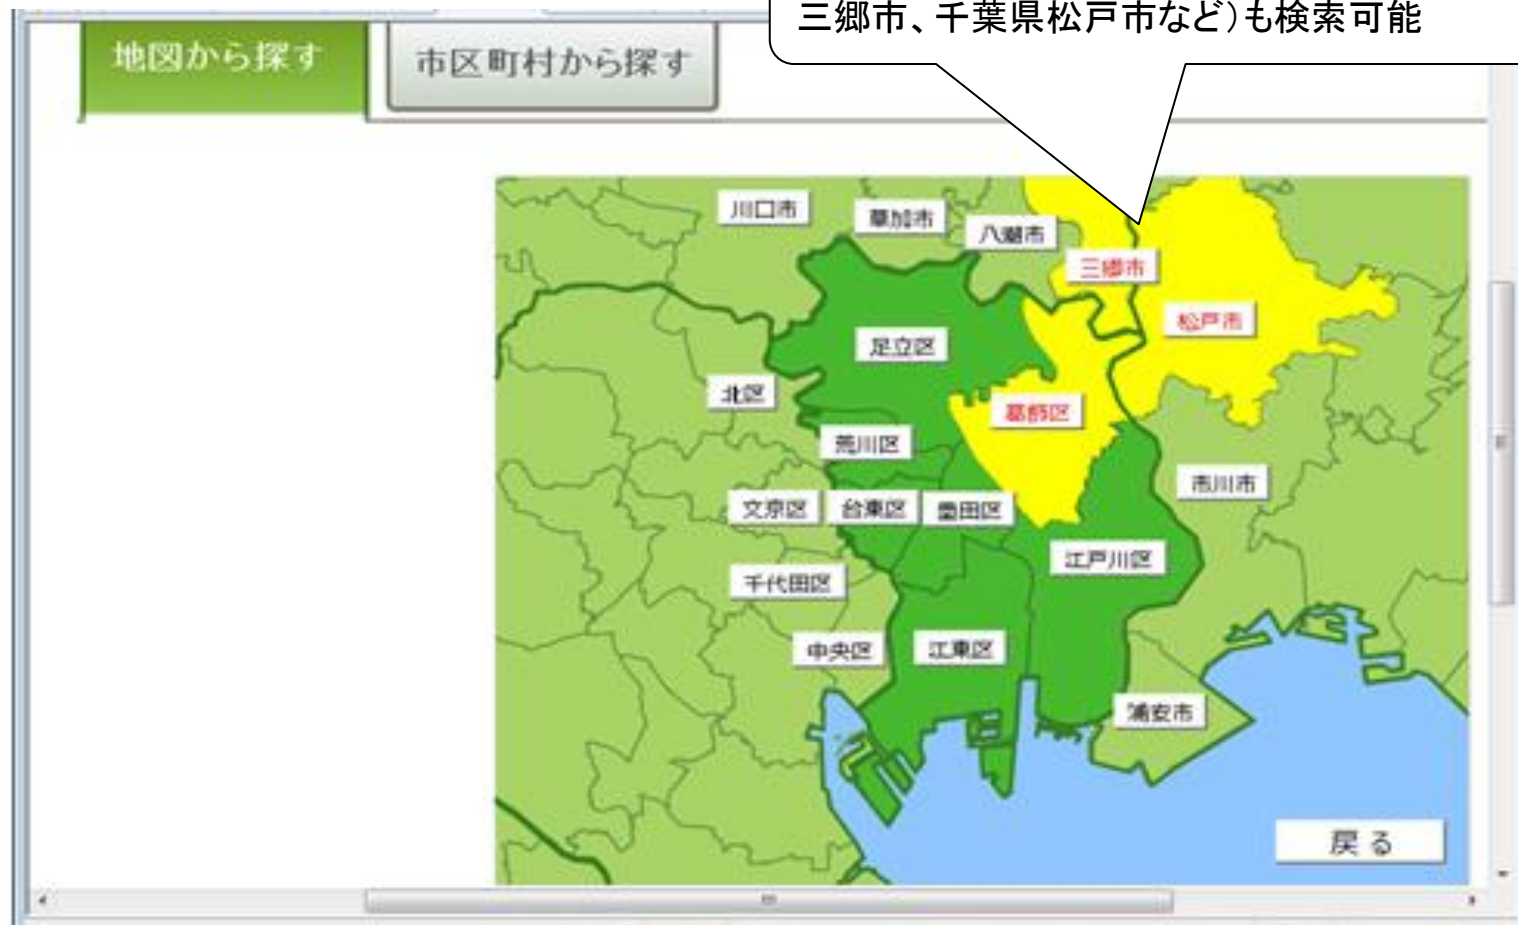 三郷市、千葉県松戸市など)も検索可能
地図から探す
市区町村から探す
川口市
草加市
八潮市
三郷市
松戸市
足立区
北区
葛飾区
荒川区
市川市
文京区
台東区
墨田区
江戸川区
千代田区
中央区
江東区
浦安市
戻る